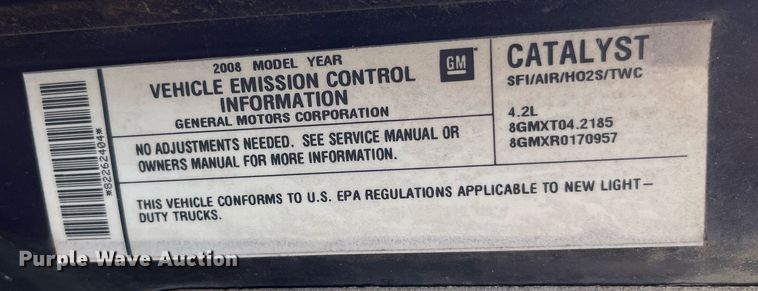 2008 MODEL YEAR
VEHICLE EMISSION CONTROL
INFORMATION
GENERAL MOTORS CORPORATION
GM
CATALYST
SFI/AIR/HO2S/TWC
NO ADJUSTMENTS NEEDED. SEE SERVICE MANUAL OR
OWNERS MANUAL FOR MORE INFORMATION.
4.2L
8GMXT04.2185
8GMXR0170957
THIS VEHICLE CONFORMS TO U.S. EPA REGULATIONS APPLICABLE TO NEW LIGHT-
DUTY TRUCKS.
*82262404*
Purple Wave Auction